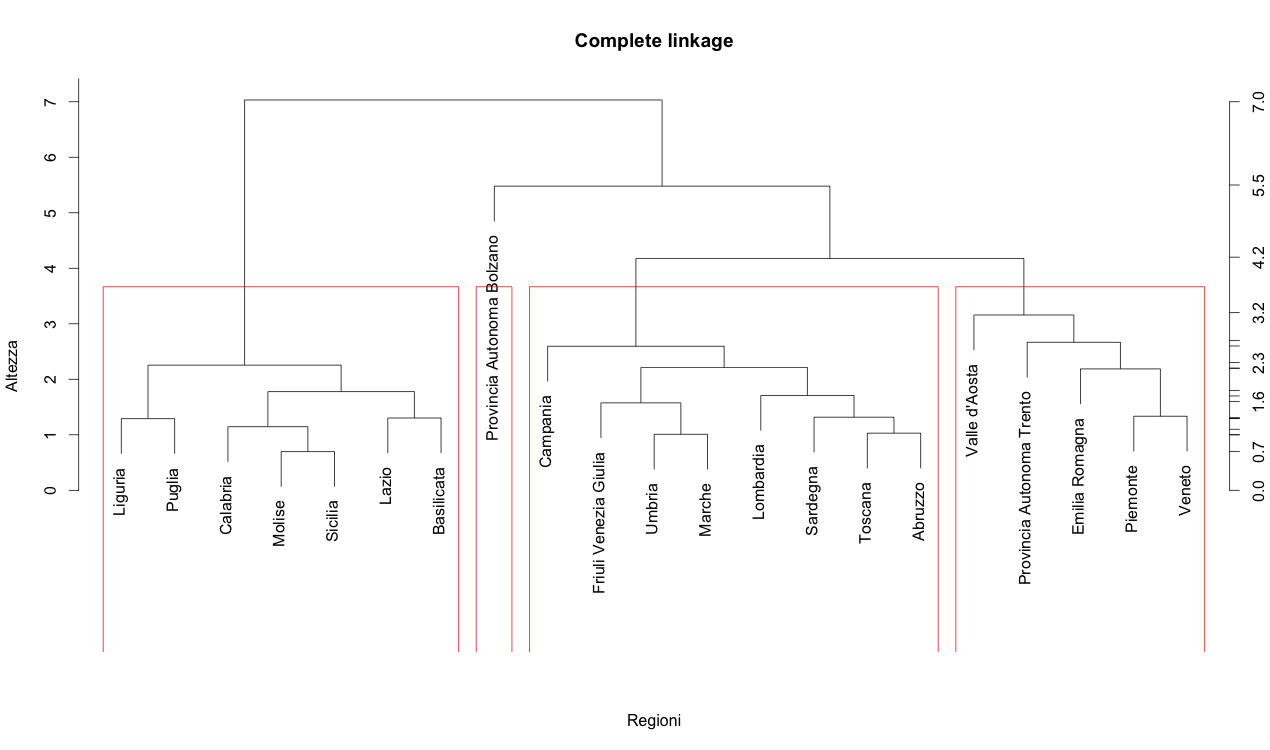 Complete linkage
Altezza
7
6
5
4
3
2
1
0
7.0
5.5
4.2
3.2
2.3
1.6
0.7
0.0
Liguria
Puglia
Calabria
Molise
Sicilia
Lazio
Basilicata
Provincia Autonoma Bolzano
Campania
Friuli Venezia Giulia
Umbria
Marche
Lombardia
Sardegna
Toscana
Abruzzo
Valle d'Aosta
Provincia Autonoma Trento
Emilia Romagna
Piemonte
Veneto
Regioni